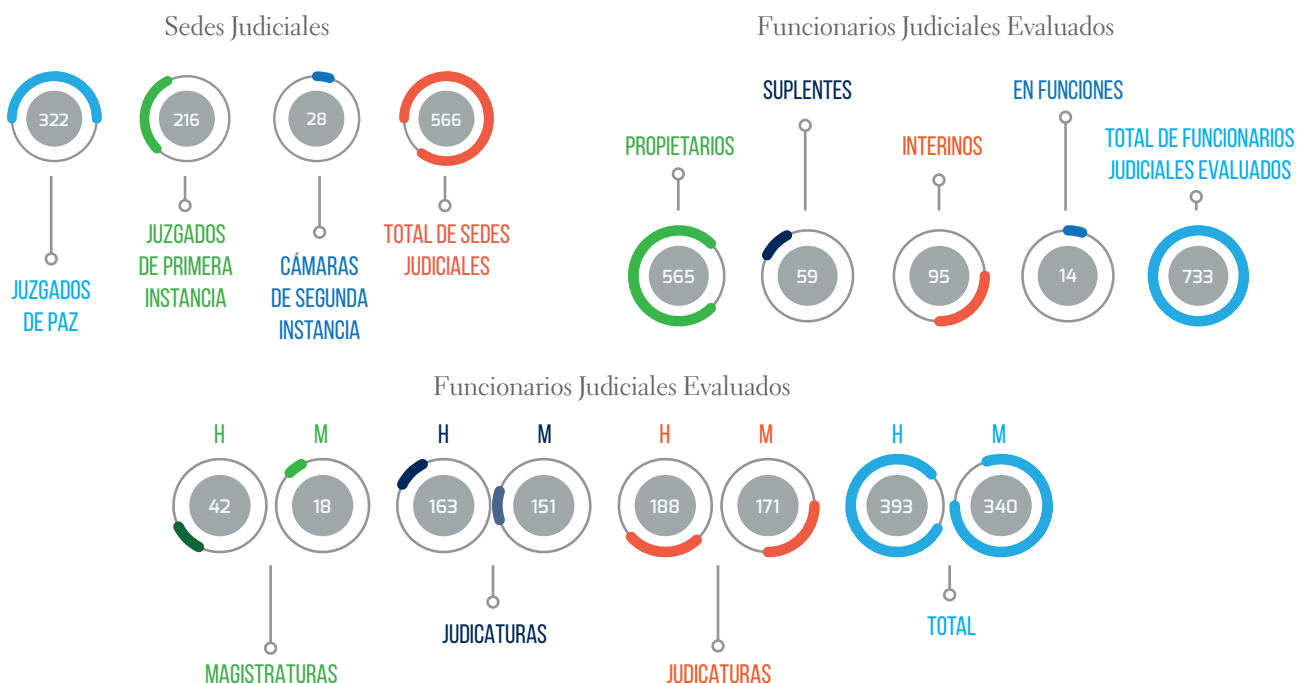 Sedes Judiciales
322
216
28
566
JUZGADOS
DE PAZ
JUZGADOS
DE PRIMERA
INSTANCIA
CÁMARAS
DE SEGUNDA
INSTANCIA
TOTAL DE SEDES
JUDICIALES
Funcionarios Judiciales Evaluados
PROPIETARIOS
SUPLENTES
INTERINOS
EN FUNCIONES
TOTAL DE FUNCIONARIOS
JUDICIALES EVALUADOS
565
59
95
14
733
Funcionarios Judiciales Evaluados
H
M
H
M
H
M
H
M
42
18
163
151
188
171
393
340
MAGISTRATURAS
JUDICATURAS
JUDICATURAS
TOTAL